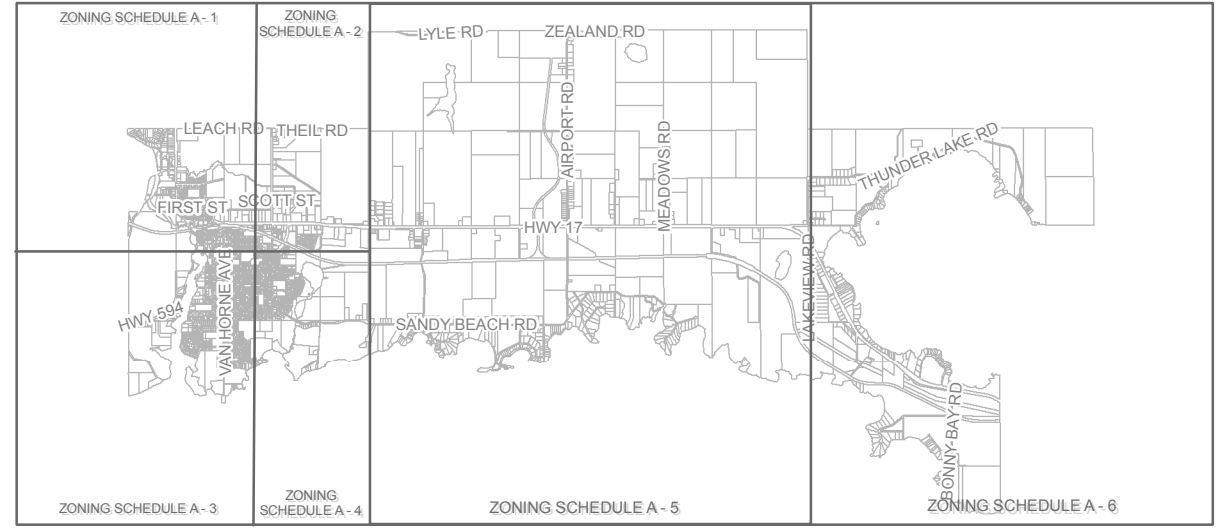 ZONING SCHEDULE A - 1
ZONING
SCHEDULE A - 2
LYLE RD
ZEALAND RD
LEACH RD
THEIL RD
AIRPORT RD
MEADOWS RD
THUNDER LAKE RD
FIRST ST
SCOTT ST
HWY 17
HWY 594
VAN HORNE AVE
LAKEVIEW RD
SANDY BEACH RD
BONNY BAY RD
ZONING SCHEDULE A - 3
ZONING
SCHEDULE A - 4
ZONING SCHEDULE A - 5
ZONING SCHEDULE A - 6